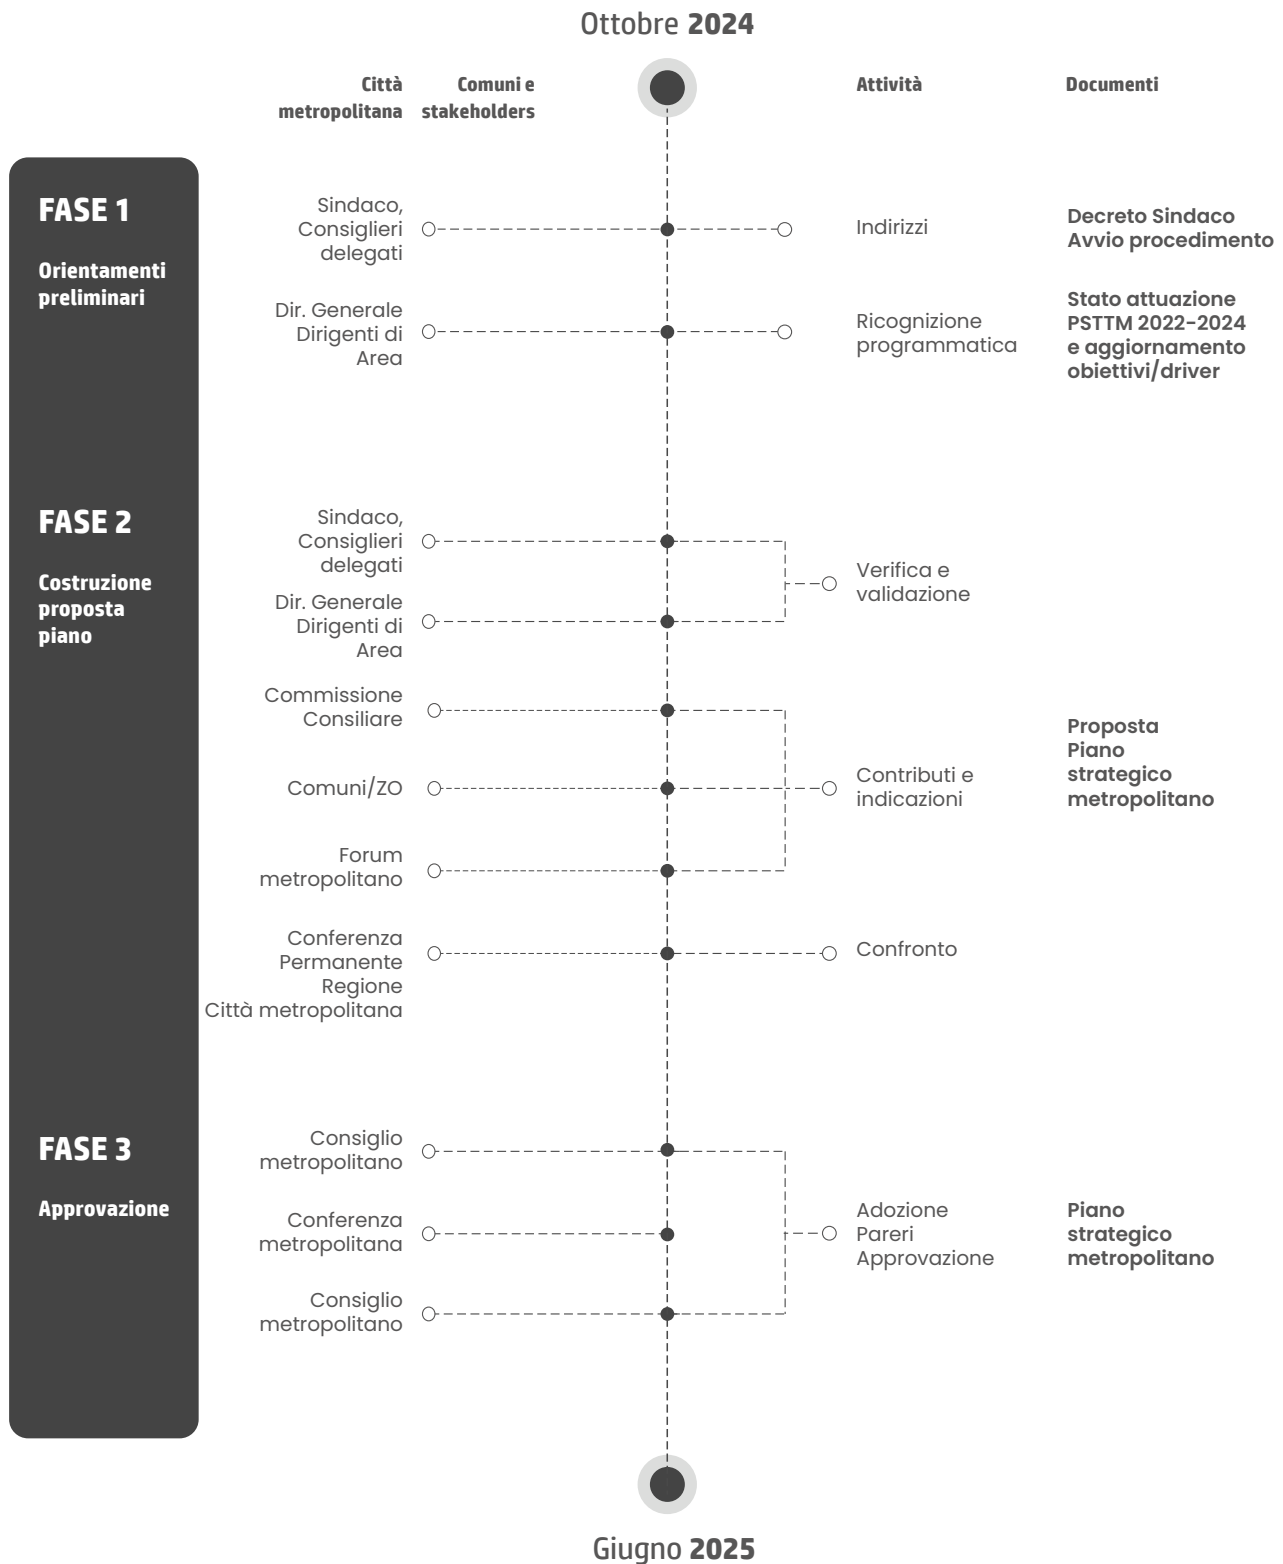 Ottobre 2024
Città
metropolitana
Comuni e
stakeholders
Attività
Documenti
FASE 1
Orientamenti
preliminari
Sindaco,
Consiglieri
delegati
Indirizzi
Decreto Sindaco
Avvio procedimento
Dir. Generale
Dirigenti di
Area
Ricognizione
programmatica
Stato attuazione
PSTTM 2022-2024
e aggiornamento
obiettivi/driver
FASE 2
Costruzione
proposta
piano
Sindaco,
Consiglieri
delegati
Dir. Generale
Dirigenti di
Area
Verifica e
validazione
Commissione
Consiliare
Comuni/ZO
Forum
metropolitano
Contributi e
indicazioni
Proposta
Piano
strategico
metropolitano
Conferenza
Permanente
Regione
Città metropolitana
Confronto
FASE 3
Approvazione
Consiglio
metropolitano
Conferenza
metropolitana
Consiglio
metropolitano
Adozione
Pareri
Approvazione
Piano
strategico
metropolitano
Giugno 2025